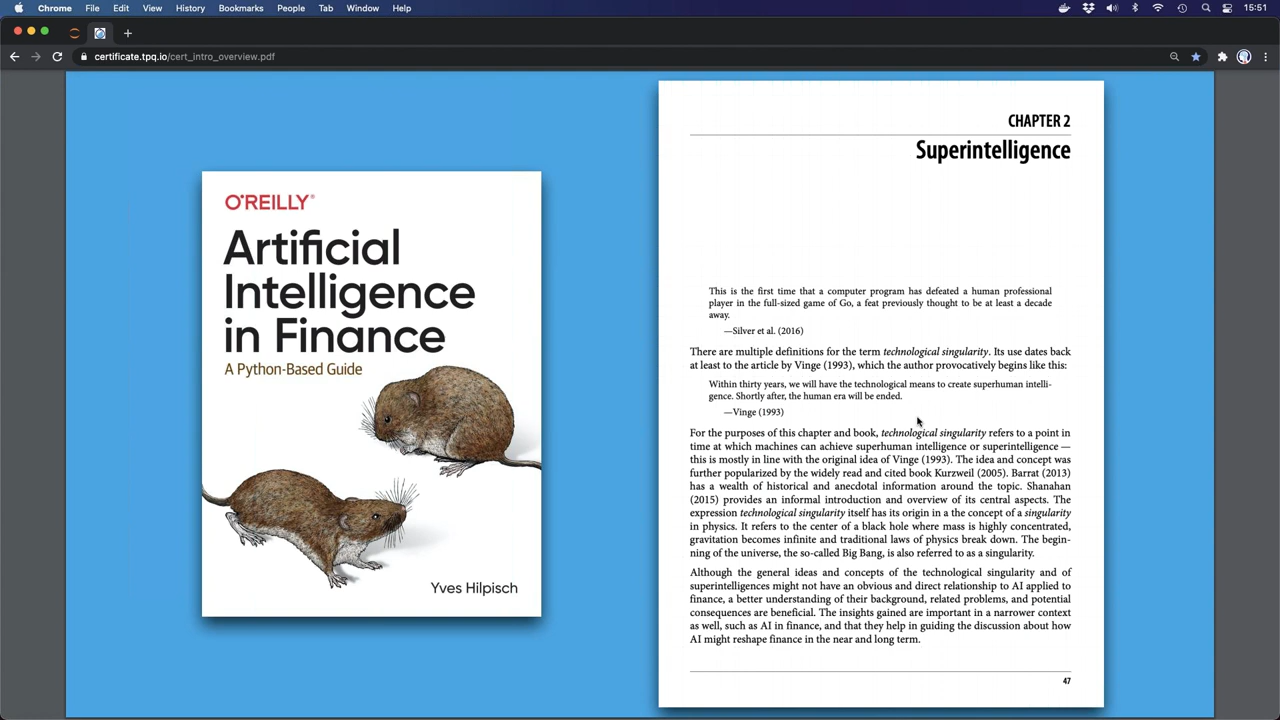 Chrome File Edit View History Bookmarks People Tab Window Help 15:51
certificate.tpq.io/cert_intro_overview.pdf
O'REILLY®
Artificial
Intelligence
in Finance
A Python-Based Guide
Yves Hilpisch
CHAPTER 2
Superintelligence
This is the first time that a computer program has defeated a human professional
player in the full-sized game of Go, a feat previously thought to be at least a decade
away.
—Silver et al. (2016)
There are multiple definitions for the term technological singularity. Its use dates back
at least to the article by Vinge (1993), which the author provocatively begins like this:
Within thirty years, we will have the technological means to create superhuman intelli-
gence. Shortly after, the human era will be ended.
—Vinge (1993)
For the purposes of this chapter and book, technological singularity refers to a point in
time at which machines can achieve superhuman intelligence or superintelligence —
this is mostly in line with the original idea of Vinge (1993). The idea and concept was
further popularized by the widely read and cited book Kurzweil (2005). Barrat (2013)
has a wealth of historical and anecdotal information around the topic. Shanahan
(2015) provides an informal introduction and overview of its central aspects. The
expression technological singularity itself has its origin in a the concept of a singularity
in physics. It refers to the center of a black hole where mass is highly concentrated,
gravitation becomes infinite and traditional laws of physics break down. The begin-
ning of the universe, the so-called Big Bang, is also referred to as a singularity.
Although the general ideas and concepts of the technological singularity and of
superintelligences might not have an obvious and direct relationship to AI applied to
finance, a better understanding of their background, related problems, and potential
consequences are beneficial. The insights gained are important in a narrower context
as well, such as AI in finance, and that they help in guiding the discussion about how
AI might reshape finance in the near and long term.
47